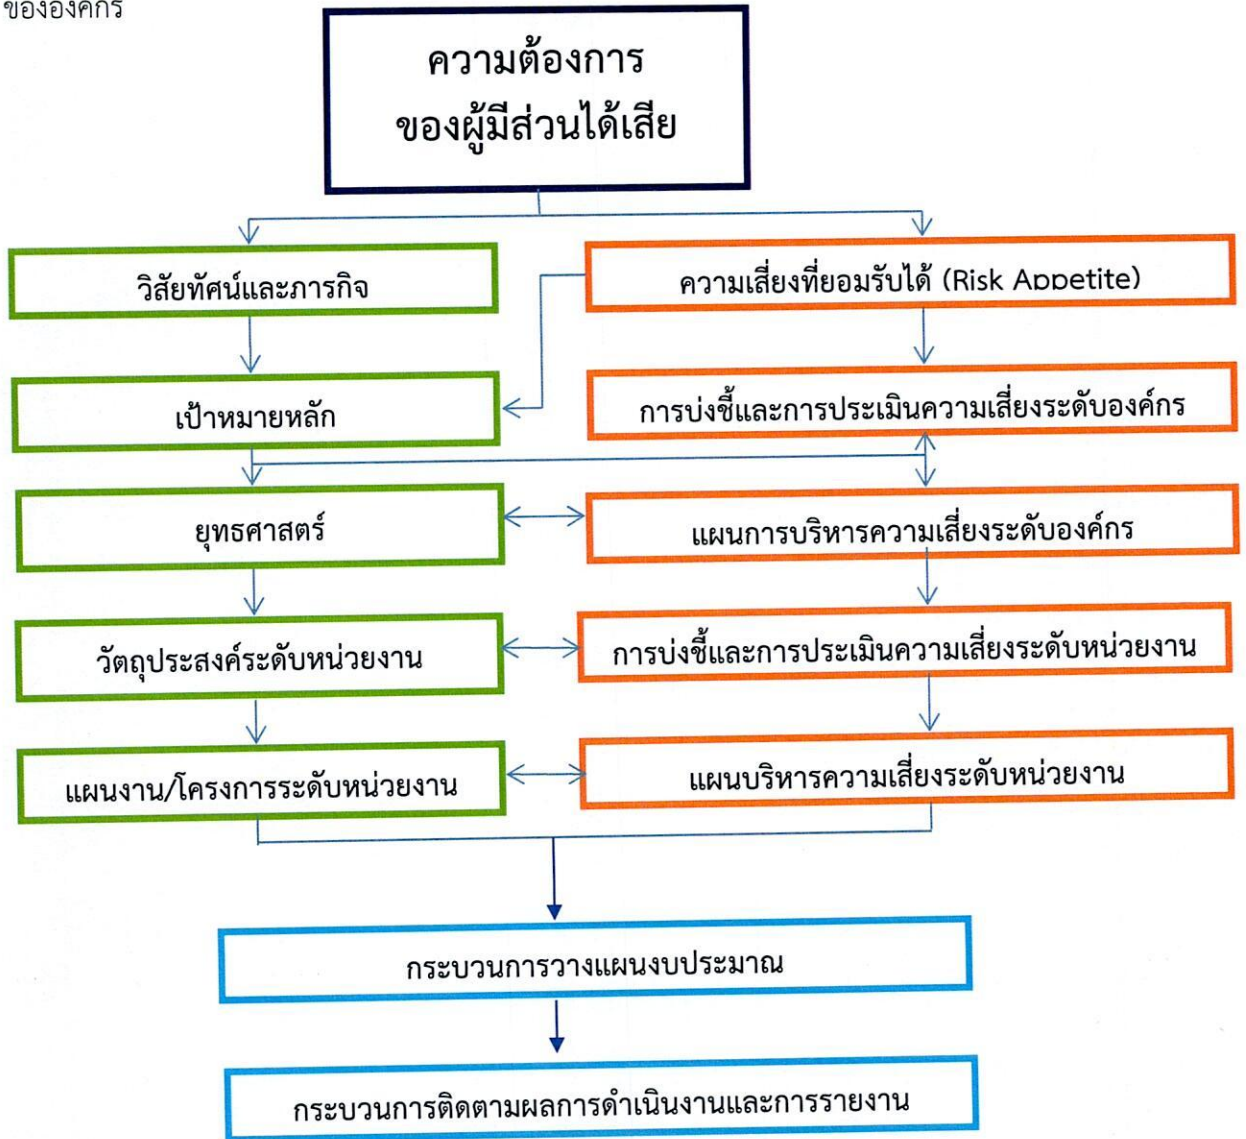 ขององค์กร
ความต้องการ
ของผู้มีส่วนได้เสีย
วิสัยทัศน์และภารกิจ
ความเสี่ยงที่ยอมรับได้ (Risk Appetite)
เป้าหมายหลัก
การบ่งชี้และการประเมินความเสี่ยงระดับองค์กร
ยุทธศาสตร์
แผนการบริหารความเสี่ยงระดับองค์กร
วัตถุประสงค์ระดับหน่วยงาน
การบ่งชี้และการประเมินความเสี่ยงระดับหน่วยงาน
แผนงาน/โครงการระดับหน่วยงาน
แผนบริหารความเสี่ยงระดับหน่วยงาน
กระบวนการวางแผนงบประมาณ
กระบวนการติดตามผลการดำเนินงานและการรายงาน